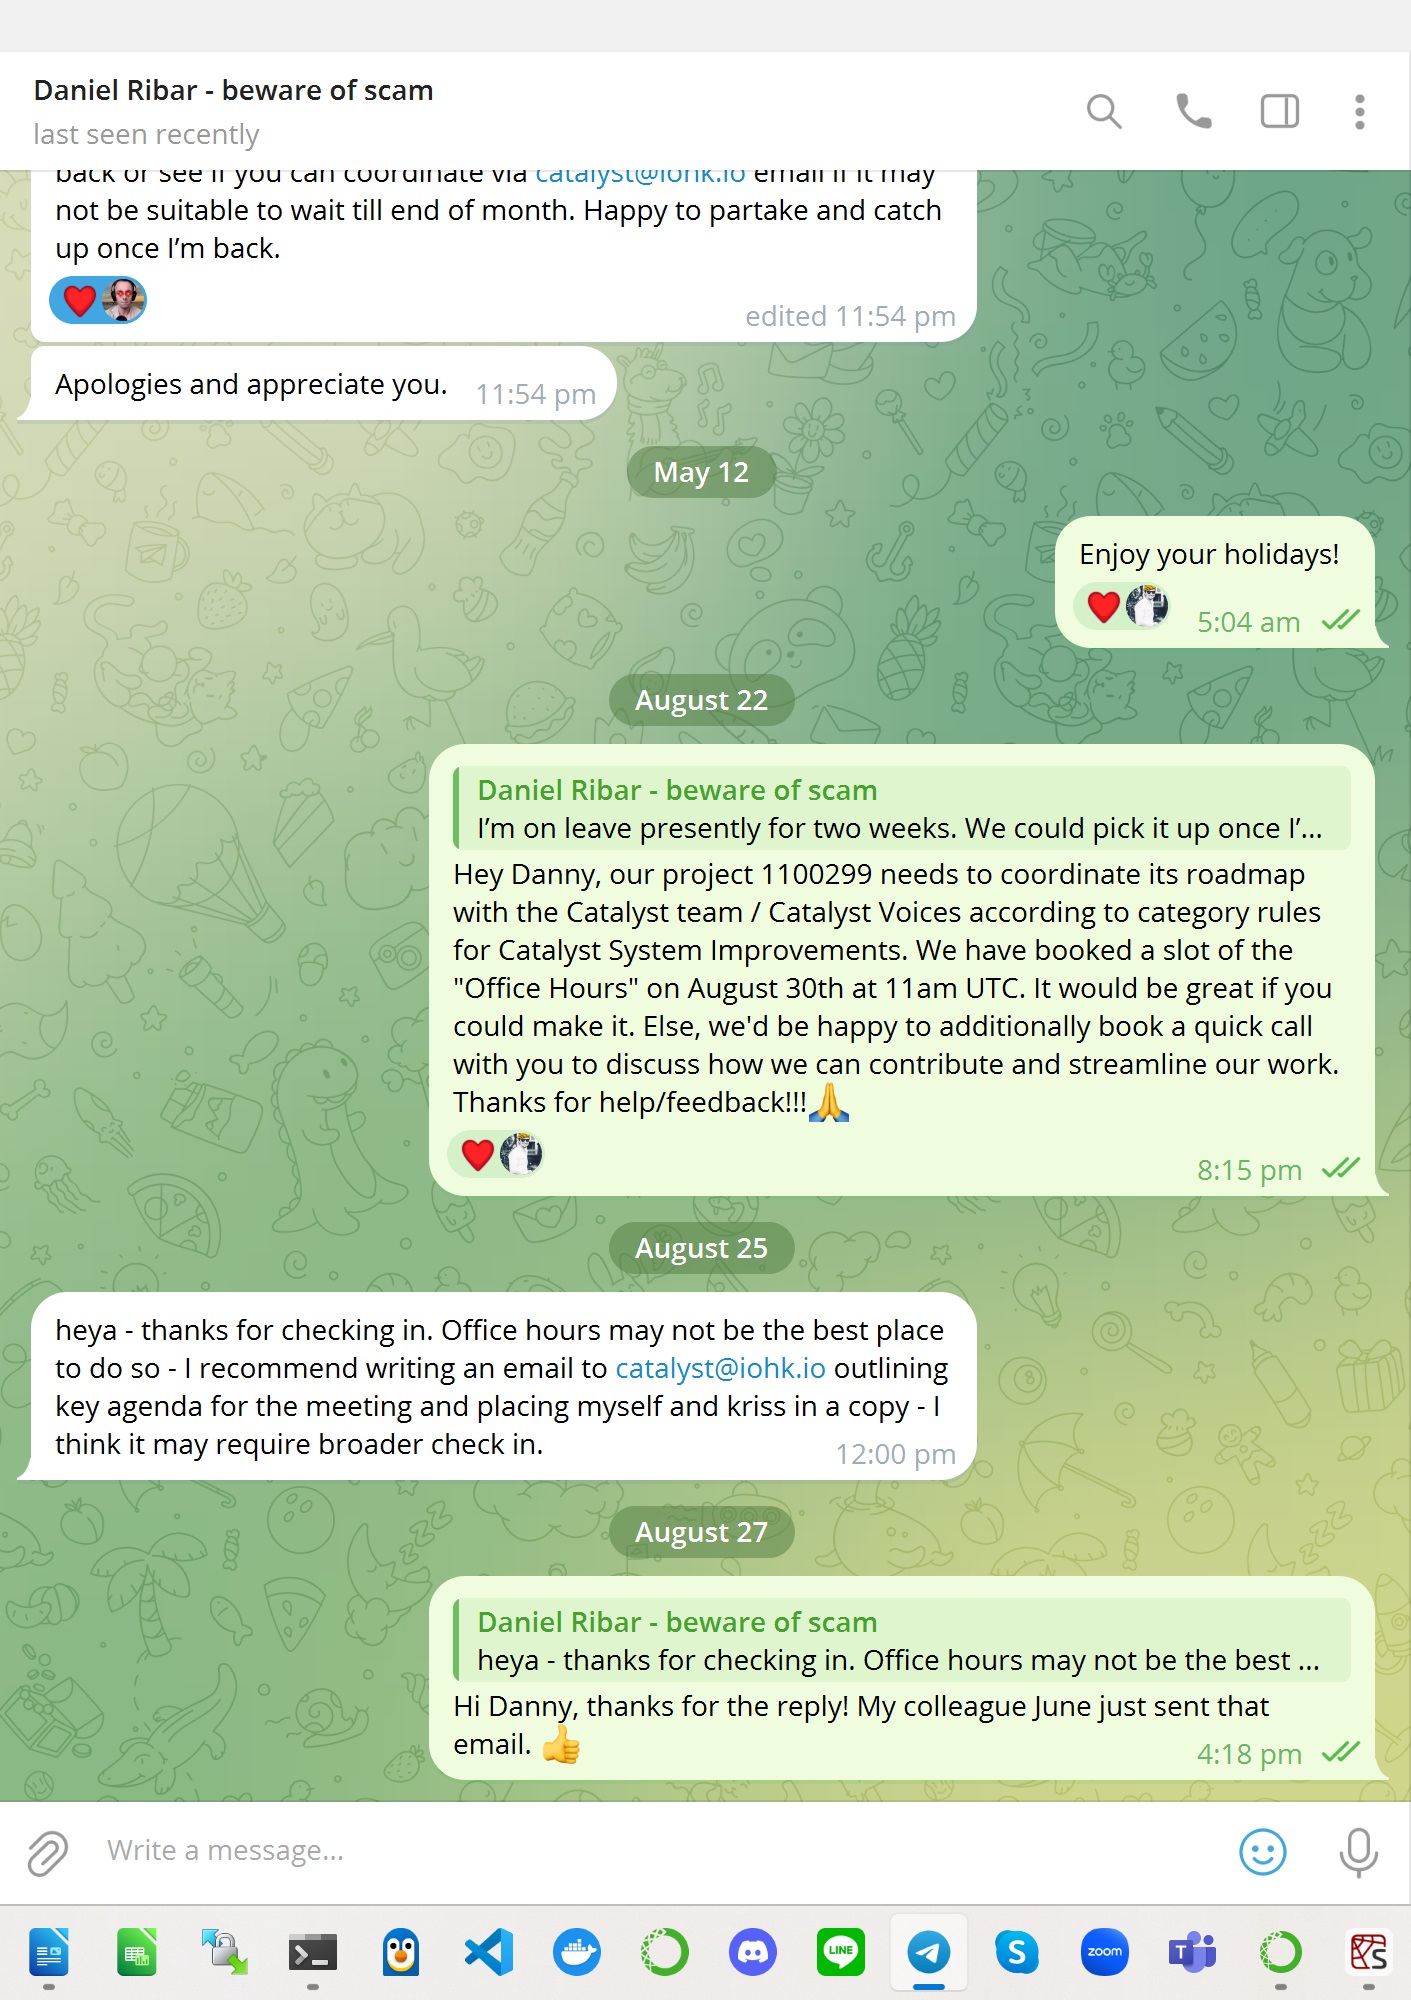 Daniel Ribar - beware of scam
last seen recently
back or see if you can coordinate via catalyst@iohk.io email if it may
not be suitable to wait till end of month. Happy to partake and catch
up once I’m back.
edited 11:54 pm
Apologies and appreciate you. 11:54 pm
May 12
Enjoy your holidays!
5:04 am
August 22
Daniel Ribar - beware of scam
I’m on leave presently for two weeks. We could pick it up once I’...
Hey Danny, our project 1100299 needs to coordinate its roadmap
with the Catalyst team / Catalyst Voices according to category rules
for Catalyst System Improvements. We have booked a slot of the
"Office Hours" on August 30th at 11am UTC. It would be great if you
could make it. Else, we'd be happy to additionally book a quick call
with you to discuss how we can contribute and streamline our work.
Thanks for help/feedback!!!🙏
8:15 pm
August 25
heya - thanks for checking in. Office hours may not be the best place
to do so - I recommend writing an email to catalyst@iohk.io outlining
key agenda for the meeting and placing myself and kriss in a copy - I
think it may require broader check in.
12:00 pm
August 27
Daniel Ribar - beware of scam
heya - thanks for checking in. Office hours may not be the best ...
Hi Danny, thanks for the reply! My colleague June just sent that
email. 👍
4:18 pm
Write a message...
LINE
S
zoom
T
S